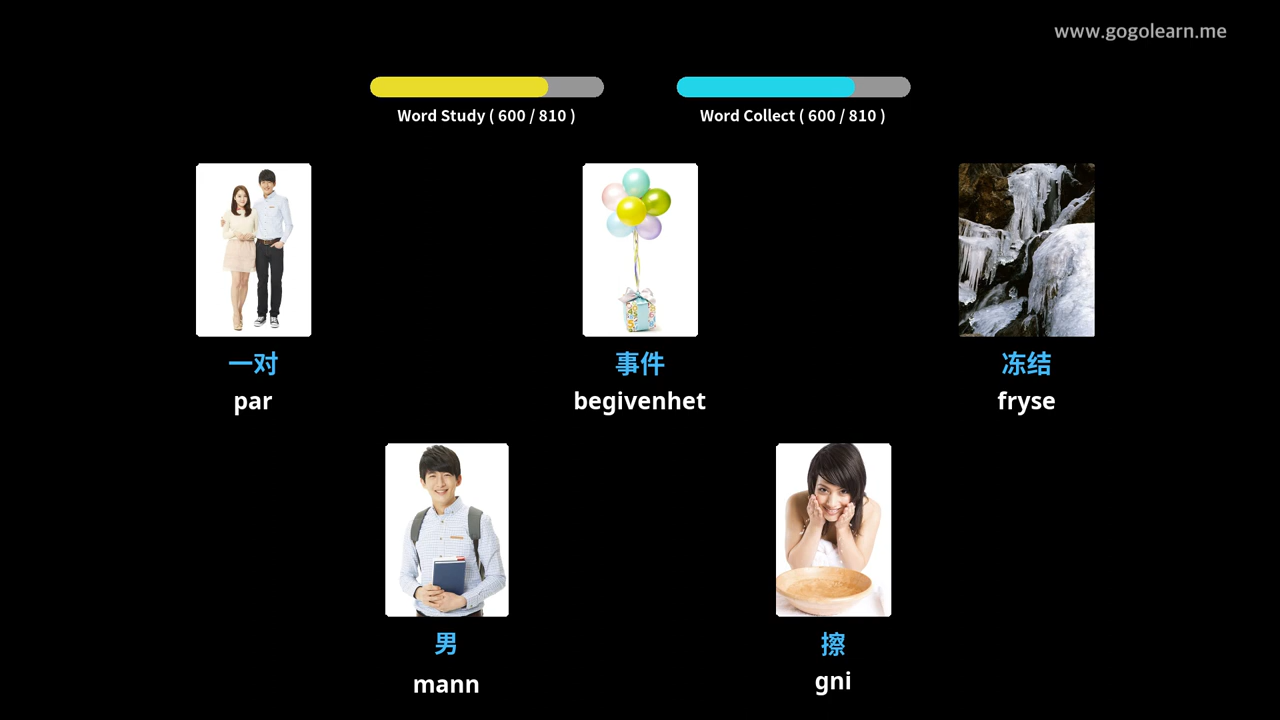 www.gogolearn.me
Word Study ( 600 / 810 )
Word Collect ( 600 / 810 )
一对
par
事件
begivenhet
冻结
fryse
男
mann
擦
gni